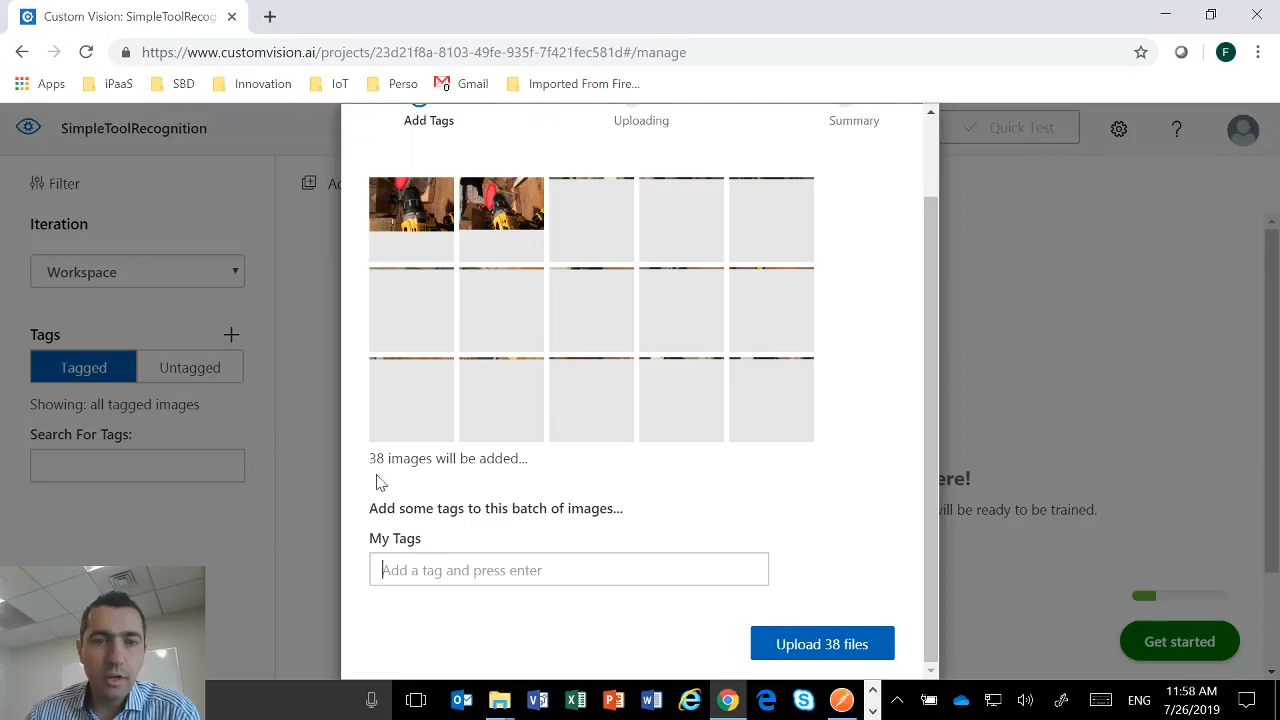 Custom Vision: SimpleToolRecog
https://www.customvision.ai/projects/23d21f8a-8103-49fe-935f-7f421fec581d#/manage
F
Apps iPaaS SBD Innovation IoT Perso Gmail Imported From Fire...
SimpleToolRecognition
Add Tags Uploading Summary
Quick Test
Filter
Iteration
Workspace
Tags
Tagged Untagged
Showing: all tagged images
Search For Tags:
38 images will be added...
Add some tags to this batch of images...
My Tags
Add a tag and press enter
Upload 38 files
ere!
will be ready to be trained.
Get started
ENG
11:58 AM
7/26/2019